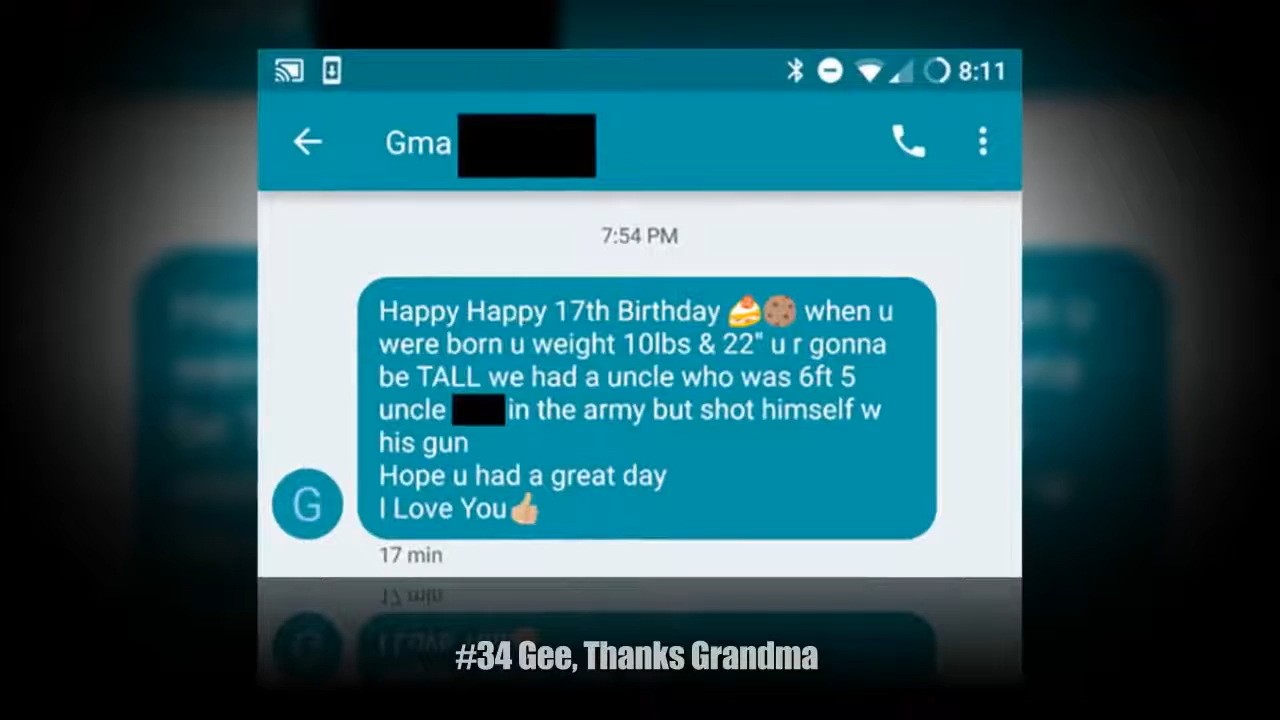 8:11
Gma
7:54 PM
Happy Happy 17th Birthday 🍰🍪 when u
were born u weight 10lbs & 22" u r gonna
be TALL we had a uncle who was 6ft 5
uncle in the army but shot himself w
his gun
Hope u had a great day
I Love You👍🏼
G
17 min
#34 Gee, Thanks Grandma